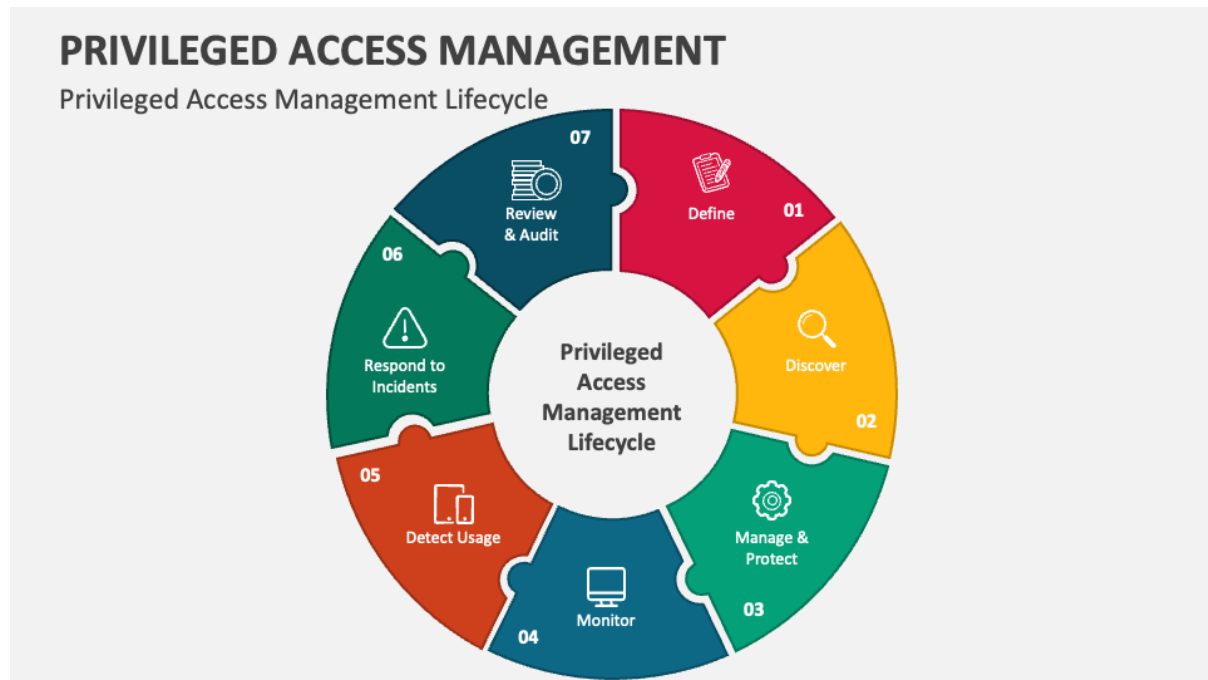 PRIVILEGED ACCESS MANAGEMENT
Privileged Access Management Lifecycle
07
Review
& Audit
Define
01
Discover
02
Manage &
Protect
03
Monitor
04
05
Detect Usage
06
Respond to
Incidents
Privileged
Access
Management
Lifecycle